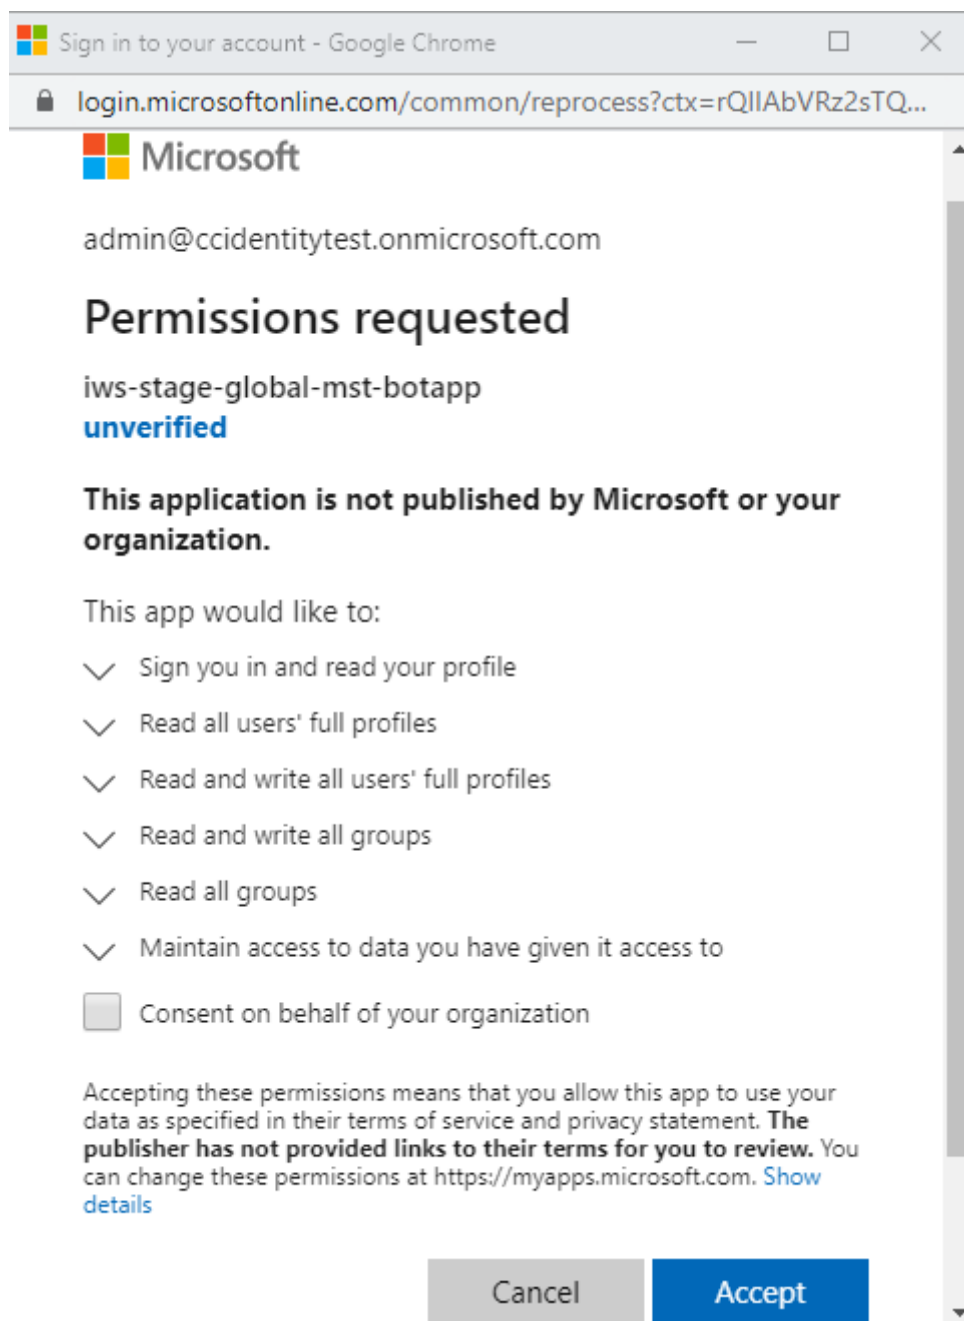 Sign in to your account - Google Chrome
login.microsoftonline.com/common/reprocess?ctx=rQIIAbVRz2sTQ...
Microsoft
admin@ccidentitytest.onmicrosoft.com
Permissions requested
iws-stage-global-mst-botapp
unverified
This application is not published by Microsoft or your
organization.
This app would like to:
Sign you in and read your profile
Read all users' full profiles
Read and write all users' full profiles
Read and write all groups
Read all groups
Maintain access to data you have given it access to
Consent on behalf of your organization
Accepting these permissions means that you allow this app to use your
data as specified in their terms of service and privacy statement. The
publisher has not provided links to their terms for you to review. You
can change these permissions at https://myapps.microsoft.com. Show
details
Cancel
Accept